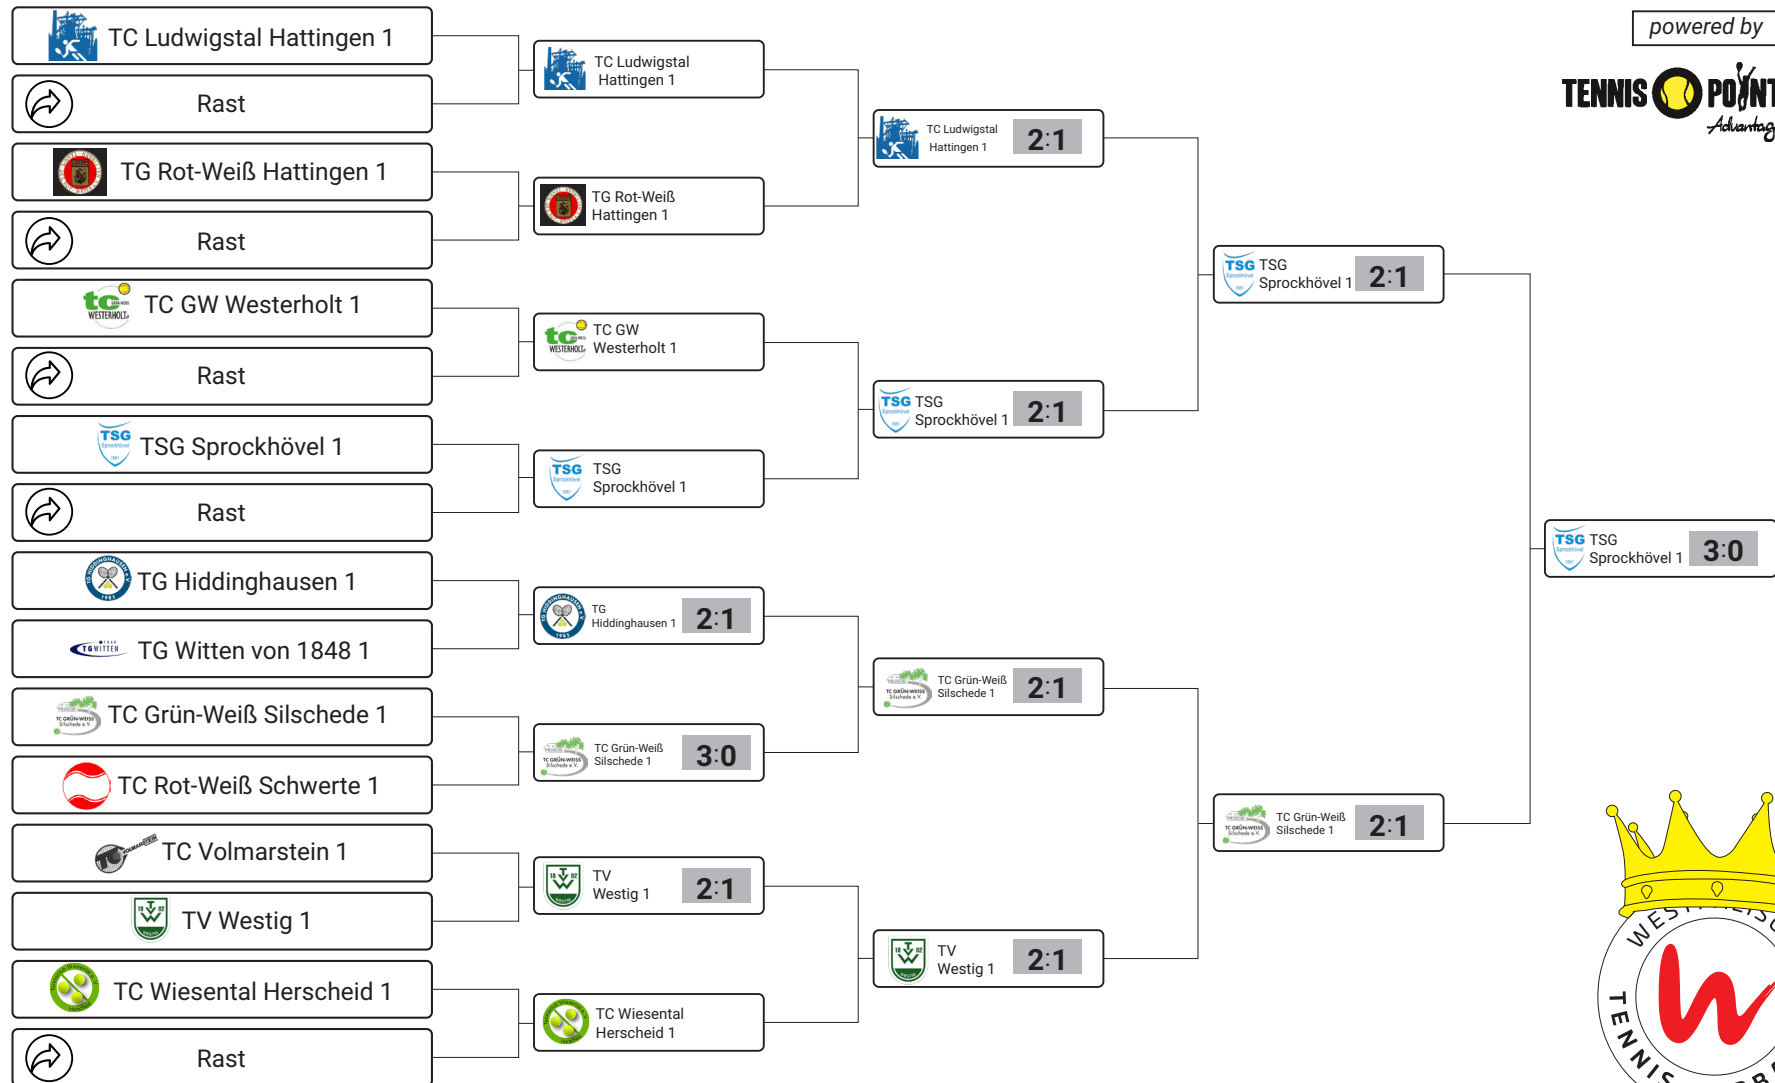 TC Ludwigstal Hattingen 1
Rast
TG Rot-Weiß Hattingen 1
Rast
TC GW Westerholt 1
Rast
TSG Sprockhövel 1
Rast
TG Hiddinghausen 1
TG Witten von 1848 1
TC Grün-Weiß Silschede 1
TC Rot-Weiß Schwerte 1
TC Volmarstein 1
TV Westig 1
TC Wiesental Herscheid 1
Rast
TC Ludwigstal
Hattingen 1
TG Rot-Weiß
Hattingen 1
TC GW
Westerholt 1
TSG
Sprockhövel 1
TG
Hiddinghausen 1
2:1
TC Grün-Weiß
Silschede 1
3:0
TV
Westig 1
2:1
TC Wiesental
Herscheid 1
TC Ludwigstal
Hattingen 1
2:1
TSG
Sprockhövel 1
2:1
TC Grün-Weiß
Silschede 1
2:1
TV
Westig 1
2:1
TSG
Sprockhövel 1
2:1
TC Grün-Weiß
Silschede 1
2:1
TSG
Sprockhövel 1
3:0
powered by
TENNIS POINT